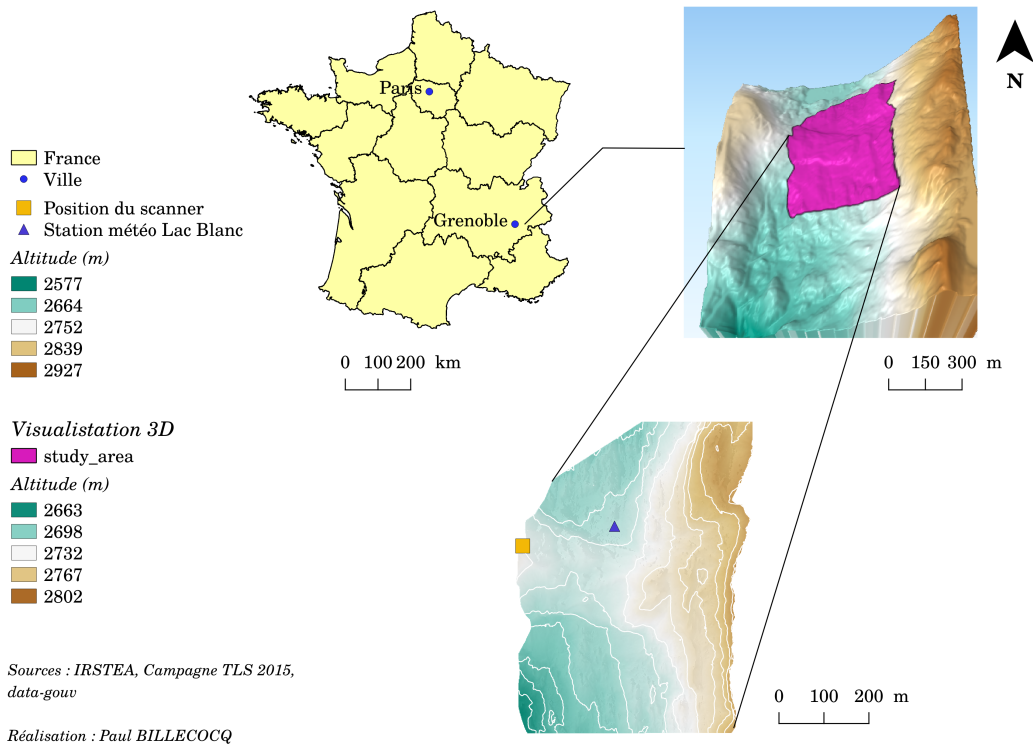 Paris
Grenoble
N
France
Ville
Position du scanner
Station météo Lac Blanc
Altitude (m)
2577
2664
2752
2839
2927
0 100 200 km
0 150 300 m
Visualistation 3D
study_area
Altitude (m)
2663
2698
2732
2767
2802
0 100 200 m
Sources : IRSTEA, Campagne TLS 2015,
data-gouv
Réalisation : Paul BILLECOCQ